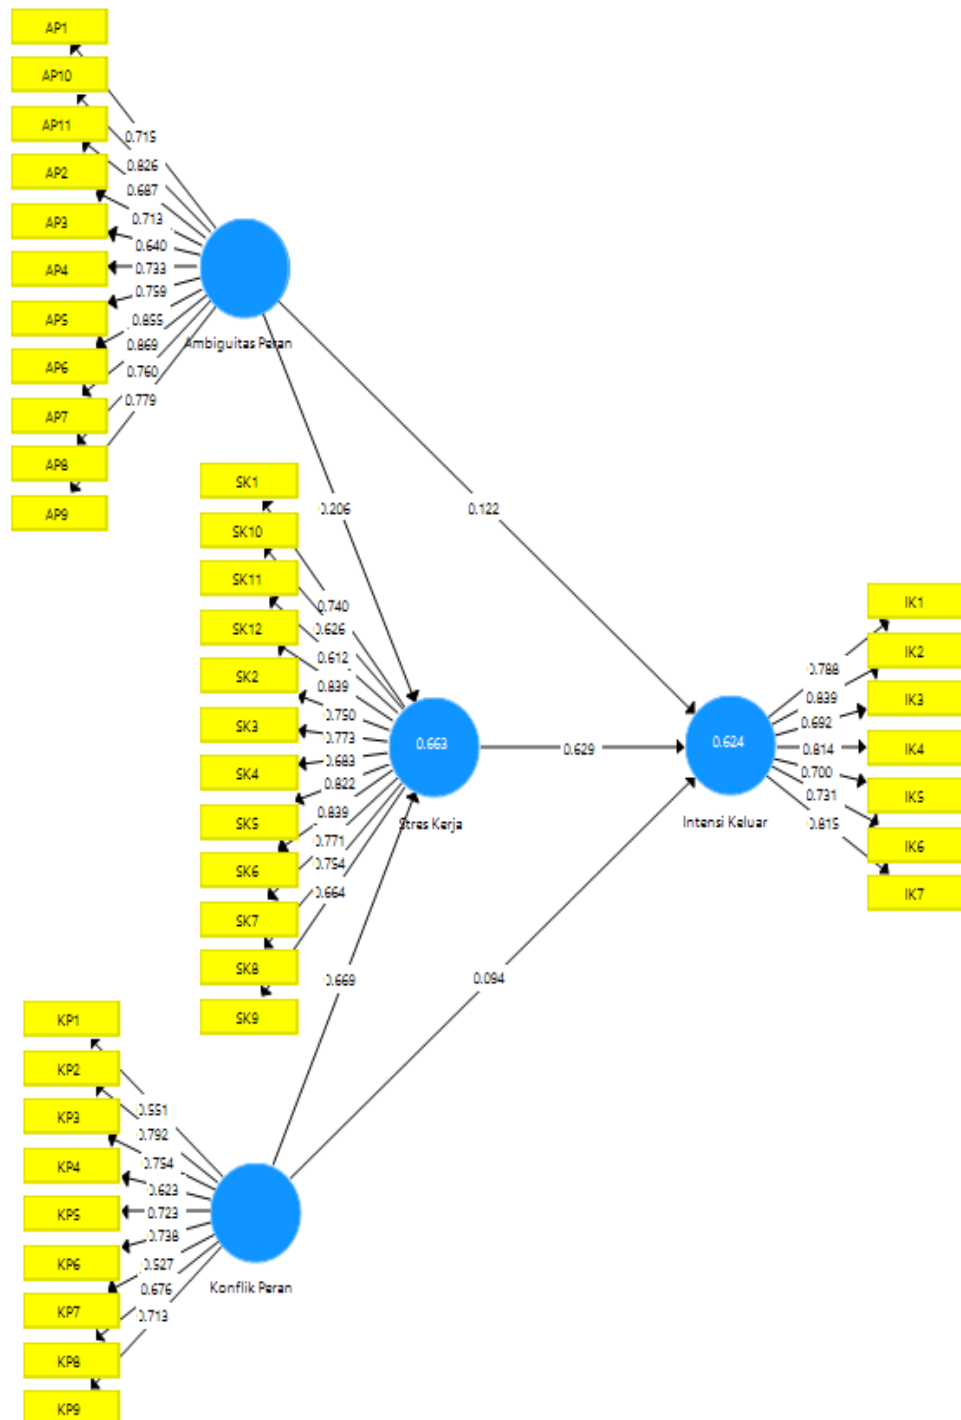 AP1
AP10
AP11
AP2
AP3
AP4
AP5
AP6
AP7
AP8
AP9
0.715
0.826
0.687
0.713
0.640
0.733
0.759
0.855
0.869
0.760
0.779
Ambiguitas Peran
0.206
0.122
SK1
SK10
SK11
SK12
SK2
SK3
SK4
SK5
SK6
SK7
SK8
SK9
0.740
0.626
0.612
0.839
0.750
0.773
0.683
0.822
0.839
0.771
0.754
0.664
0.663
Stres Kerja
0.629
0.624
Intensi Keluar
0.788
0.839
0.692
0.814
0.700
0.731
0.815
IK1
IK2
IK3
IK4
IK5
IK6
IK7
0.669
0.094
KP1
KP2
KP3
KP4
KP5
KP6
KP7
KP8
KP9
0.551
0.792
0.754
0.623
0.723
0.738
0.527
0.676
0.713
Konflik Peran